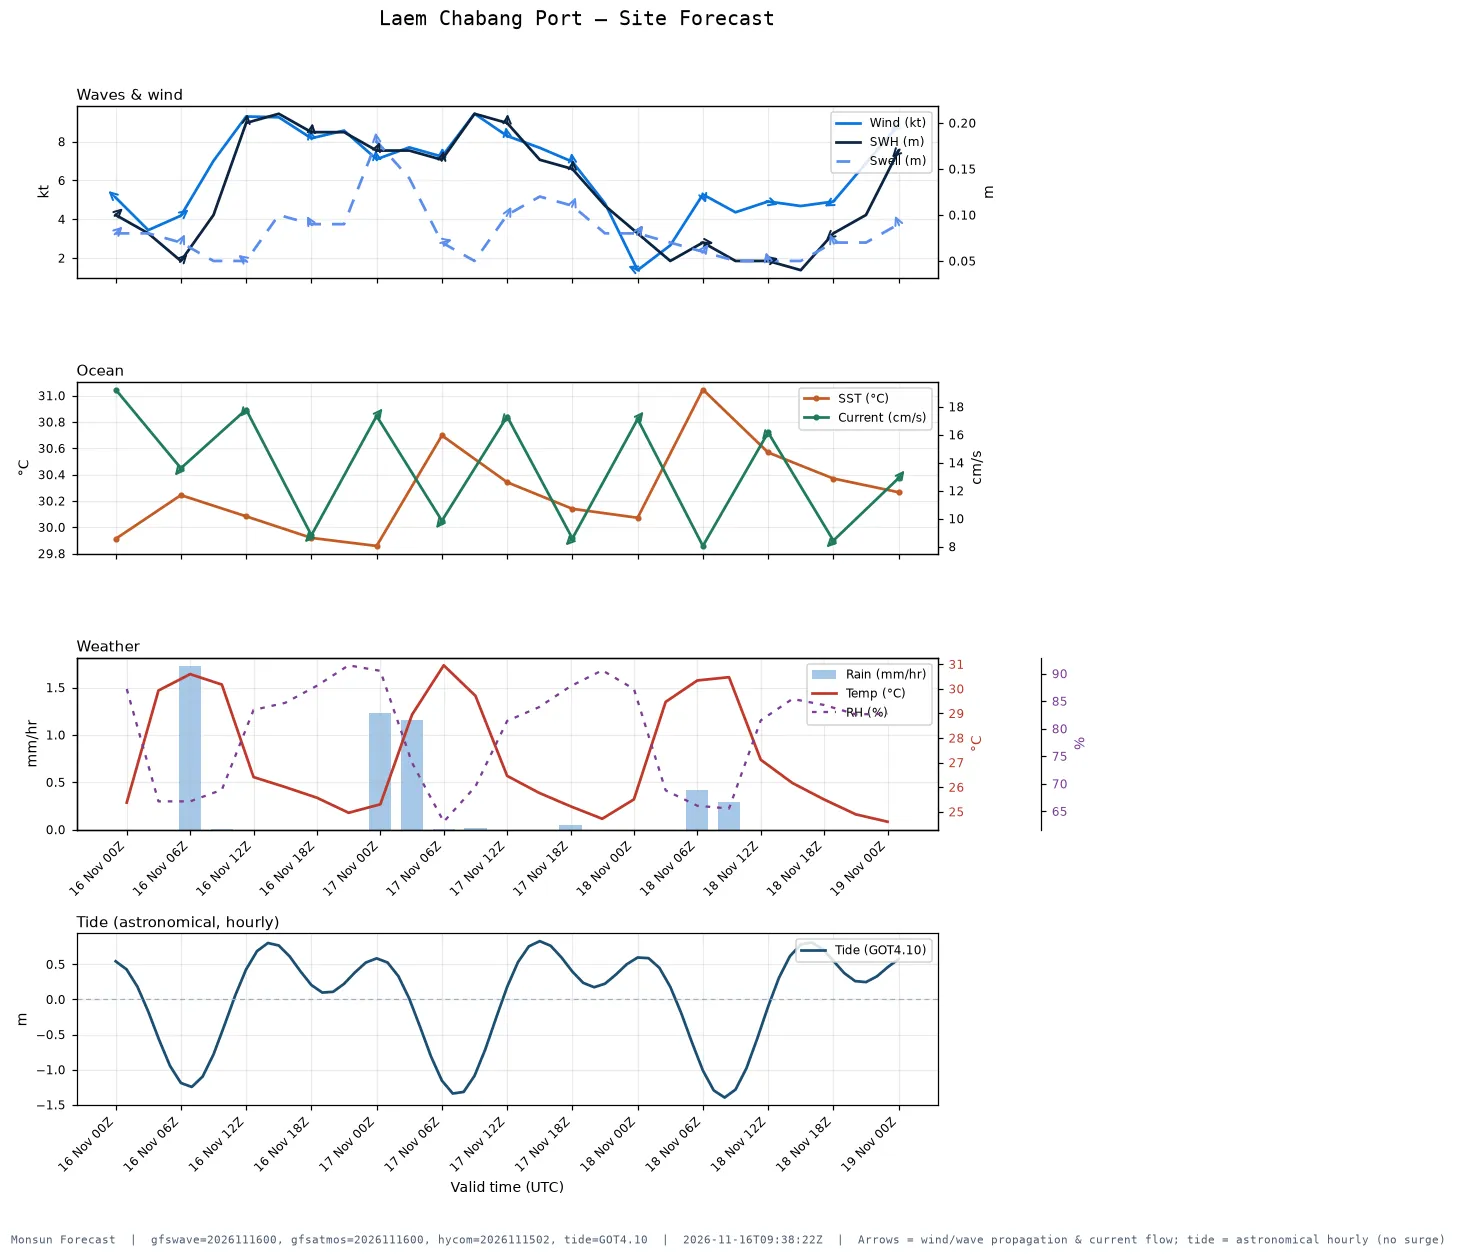 Laem Chabang Port — Site Forecast
Waves & wind
8
6
4
2
kt
0.20
0.15
0.10
0.05
m
Wind (kt)
SWH (m)
Swell (m)
Ocean
31.0
30.8
30.6
30.4
30.2
30.0
29.8
°C
18
16
14
12
10
8
cm/s
SST (°C)
Current (cm/s)
Weather
1.5
1.0
0.5
0.0
mm/hr
31
30
29
28
27
26
25
°C
90
85
80
75
70
65
%
Rain (mm/hr)
Temp (°C)
RH (%)
16 Nov 00Z
16 Nov 06Z
16 Nov 12Z
16 Nov 18Z
17 Nov 00Z
17 Nov 06Z
17 Nov 12Z
17 Nov 18Z
18 Nov 00Z
18 Nov 06Z
18 Nov 12Z
18 Nov 18Z
19 Nov 00Z
Tide (astronomical, hourly)
0.5
0.0
−0.5
−1.0
−1.5
m
Tide (GOT4.10)
16 Nov 00Z
16 Nov 06Z
16 Nov 12Z
16 Nov 18Z
17 Nov 00Z
17 Nov 06Z
17 Nov 12Z
17 Nov 18Z
18 Nov 00Z
18 Nov 06Z
18 Nov 12Z
18 Nov 18Z
19 Nov 00Z
Valid time (UTC)
Monsun Forecast | gfswave=2026111600, gfsatmos=2026111600, hycom=2026111502, tide=GOT4.10 | 2026-11-16T09:38:22Z | Arrows = wind/wave propagation & current flow; tide = astronomical hourly (no surge)